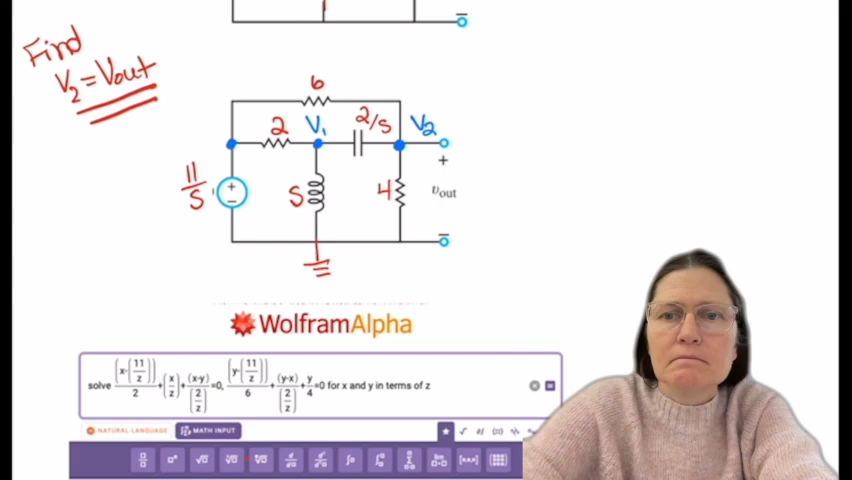 Find
V₂ = Vout
6
2
V₁
2/s
V₂
+
11/s
+
−
s
4
vout
−
WolframAlpha
solve (x-(11/z))/2+(x/z)+(x-y)/(2/z)=0, (y-(11/z))/6+(y-x)/(2/z)+y/4=0 for x and y in terms of z
NATURAL LANGUAGE
MATH INPUT